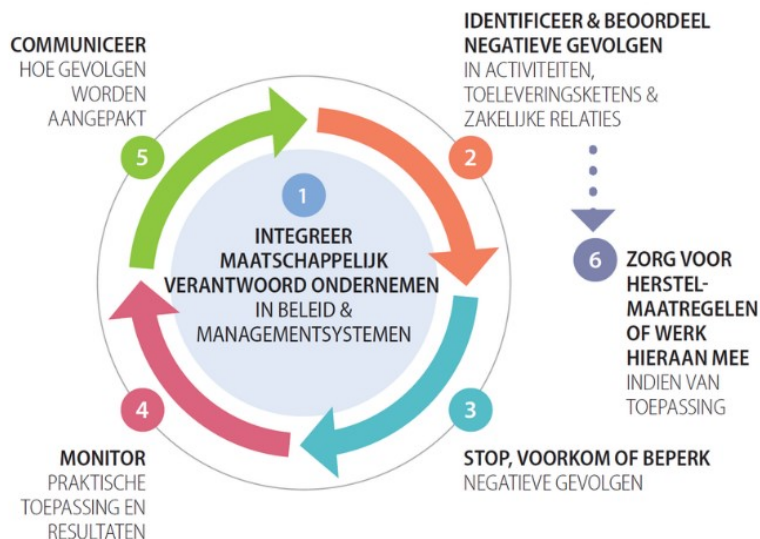 1
INTEGREER
MAATSCHAPPELIJK
VERANTWOORD ONDERNEMEN
IN BELEID &
MANAGEMENTSYSTEMEN
2
IDENTIFICEER & BEOORDEEL
NEGATIEVE GEVOLGEN
IN ACTIVITEITEN,
TOELEVERINGSKETENS &
ZAKELIJKE RELATIES
3
STOP, VOORKOM OF BEPERK
NEGATIEVE GEVOLGEN
4
MONITOR
PRAKTISCHE
TOEPASSING EN
RESULTATEN
5
COMMUNICEER
HOE GEVOLGEN
WORDEN
AANGEPAKT
6
ZORG VOOR
HERSTEL-
MAATREGELEN
OF WERK
HIERAAN MEE
INDIEN VAN
TOEPASSING